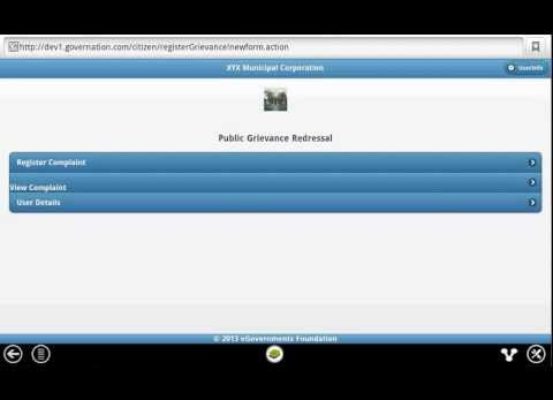 http://dev1.governation.com/citizen/registerGrievance!newform.action
XYX Municipal Corporation
UserInfo
Public Grievance Redressal
Register Complaint
View Complaint
User Details
© 2013 eGovernments Foundation